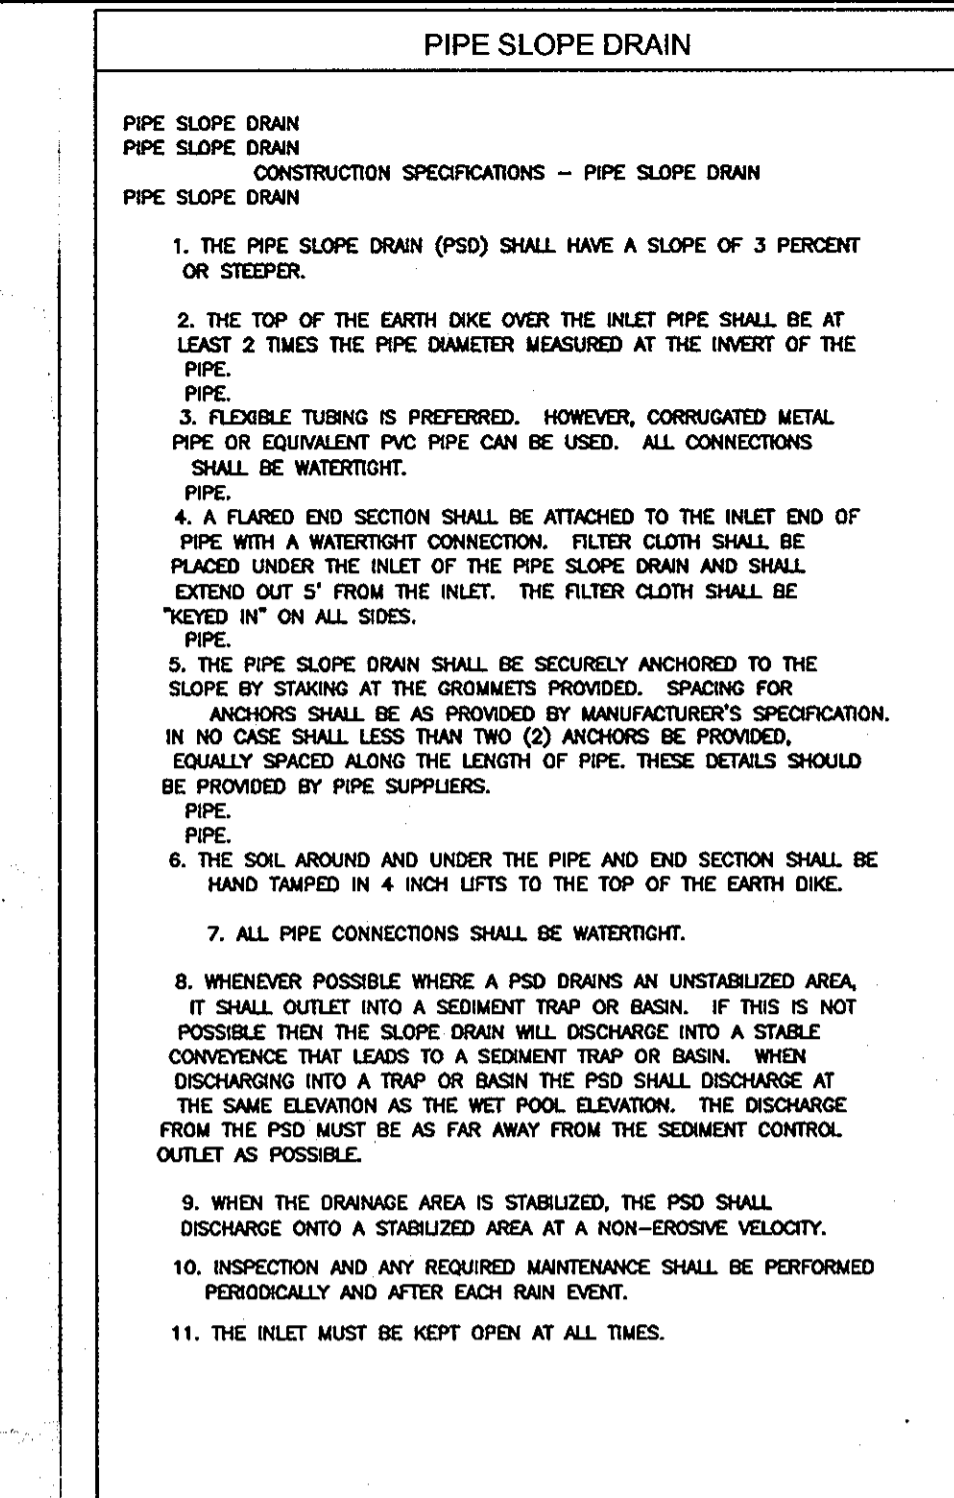 PIPE SLOPE DRAIN
PIPE SLOPE DRAIN
PIPE SLOPE DRAIN
CONSTRUCTION SPECIFICATIONS – PIPE SLOPE DRAIN
PIPE SLOPE DRAIN
1. THE PIPE SLOPE DRAIN (PSD) SHALL HAVE A SLOPE OF 3 PERCENT
OR STEEPER.
2. THE TOP OF THE EARTH DIKE OVER THE INLET PIPE SHALL BE AT
LEAST 2 TIMES THE PIPE DIAMETER MEASURED AT THE INVERT OF THE
PIPE.
PIPE.
3. FLEXIBLE TUBING IS PREFERRED. HOWEVER, CORRUGATED METAL
PIPE OR EQUIVALENT PVC PIPE CAN BE USED. ALL CONNECTIONS
SHALL BE WATERTIGHT.
PIPE.
4. A FLARED END SECTION SHALL BE ATTACHED TO THE INLET END OF
PIPE WITH A WATERTIGHT CONNECTION. FILTER CLOTH SHALL BE
PLACED UNDER THE INLET OF THE PIPE SLOPE DRAIN AND SHALL
EXTEND OUT 5' FROM THE INLET. THE FILTER CLOTH SHALL BE
"KEYED IN" ON ALL SIDES.
PIPE.
5. THE PIPE SLOPE DRAIN SHALL BE SECURELY ANCHORED TO THE
SLOPE BY STAKING AT THE GROMMETS PROVIDED. SPACING FOR
ANCHORS SHALL BE AS PROVIDED BY MANUFACTURER'S SPECIFICATION.
IN NO CASE SHALL LESS THAN TWO (2) ANCHORS BE PROVIDED,
EQUALLY SPACED ALONG THE LENGTH OF PIPE. THESE DETAILS SHOULD
BE PROVIDED BY PIPE SUPPLIERS.
PIPE.
PIPE.
6. THE SOIL AROUND AND UNDER THE PIPE AND END SECTION SHALL BE
HAND TAMPED IN 4 INCH LIFTS TO THE TOP OF THE EARTH DIKE.
7. ALL PIPE CONNECTIONS SHALL BE WATERTIGHT.
8. WHENEVER POSSIBLE WHERE A PSD DRAINS AN UNSTABILIZED AREA,
IT SHALL OUTLET INTO A SEDIMENT TRAP OR BASIN. IF THIS IS NOT
POSSIBLE THEN THE SLOPE DRAIN WILL DISCHARGE INTO A STABLE
CONVEYENCE THAT LEADS TO A SEDIMENT TRAP OR BASIN. WHEN
DISCHARGING INTO A TRAP OR BASIN THE PSD SHALL DISCHARGE AT
THE SAME ELEVATION AS THE WET POOL ELEVATION. THE DISCHARGE
FROM THE PSD MUST BE AS FAR AWAY FROM THE SEDIMENT CONTROL
OUTLET AS POSSIBLE.
9. WHEN THE DRAINAGE AREA IS STABILIZED, THE PSD SHALL
DISCHARGE ONTO A STABILIZED AREA AT A NON–EROSIVE VELOCITY.
10. INSPECTION AND ANY REQUIRED MAINTENANCE SHALL BE PERFORMED
PERIODICALLY AND AFTER EACH RAIN EVENT.
11. THE INLET MUST BE KEPT OPEN AT ALL TIMES.